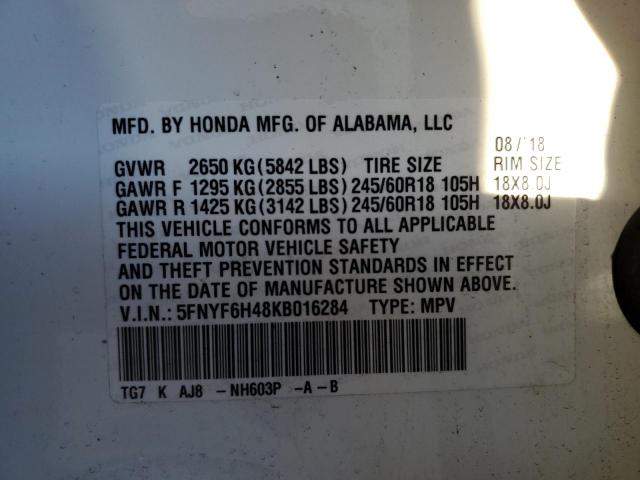 MFD. BY HONDA MFG. OF ALABAMA, LLC
08/'18
GVWR 2650 KG(5842 LBS) TIRE SIZE RIM SIZE
GAWR F 1295 KG(2855 LBS)245/60R18 105H 18X8.0J
GAWR R 1425 KG(3142 LBS)245/60R18 105H 18X8.0J
THIS VEHICLE CONFORMS TO ALL APPLICABLE
FEDERAL MOTOR VEHICLE SAFETY
AND THEFT PREVENTION STANDARDS IN EFFECT
ON THE DATE OF MANUFACTURE SHOWN ABOVE.
V.I.N.: 5FNYF6H48KB016284 TYPE: MPV
TG7 K AJ8 -NH603P -A-B